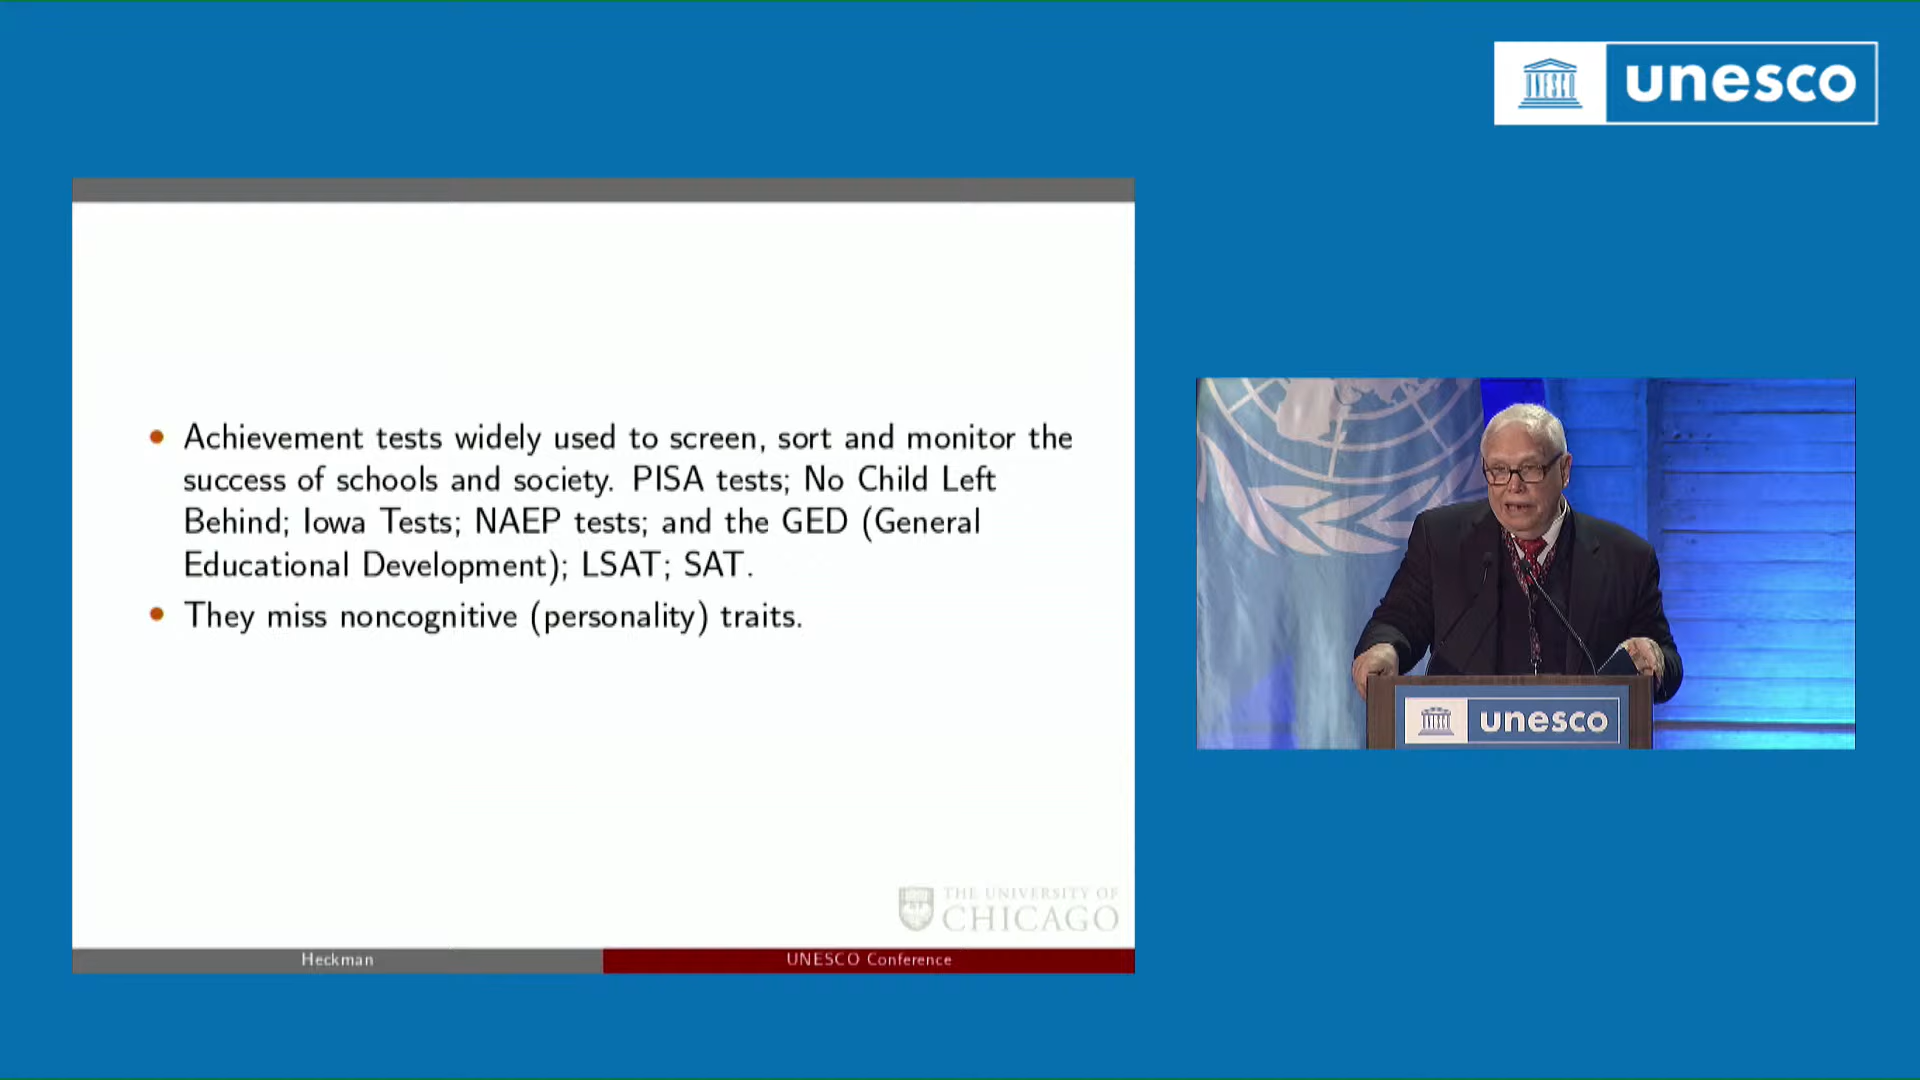 unesco
Achievement tests widely used to screen, sort and monitor the
success of schools and society. PISA tests; No Child Left
Behind; Iowa Tests; NAEP tests; and the GED (General
Educational Development); LSAT; SAT.
They miss noncognitive (personality) traits.
THE UNIVERSITY OF
CHICAGO
Heckman
UNESCO Conference
unesco